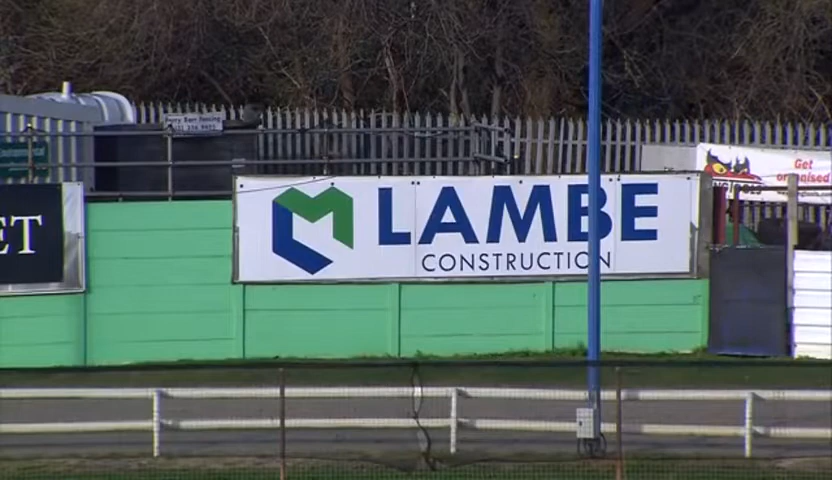 Perry Barr Fencing
ET
LAMBE
CONSTRUCTION
Get
organised